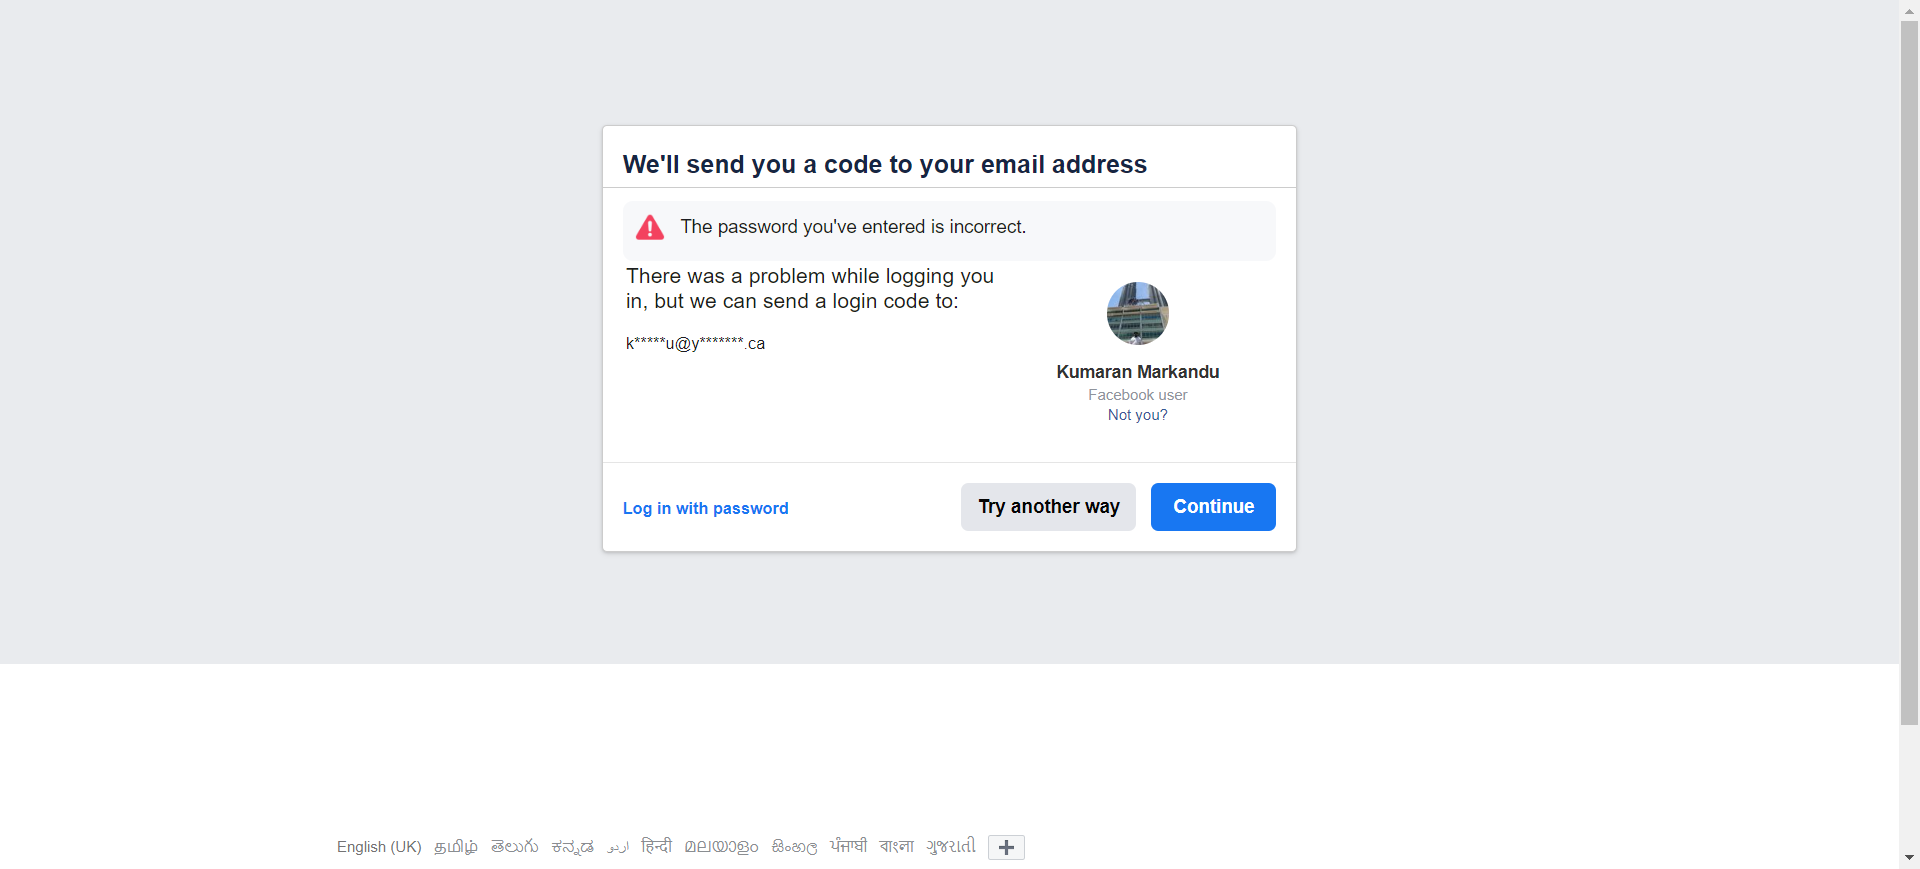 We'll send you a code to your email address
The password you've entered is incorrect.
There was a problem while logging you
in, but we can send a login code to:
k*****u@y*******.ca
Kumaran Markandu
Facebook user
Not you?
Log in with password
Try another way
Continue
English (UK) தமிழ் తెలుగు ಕನ್ನಡ اردو हिन्दी മലയാളം සිංහල ਪੰਜਾਬੀ বাংলা ગુજરાતી